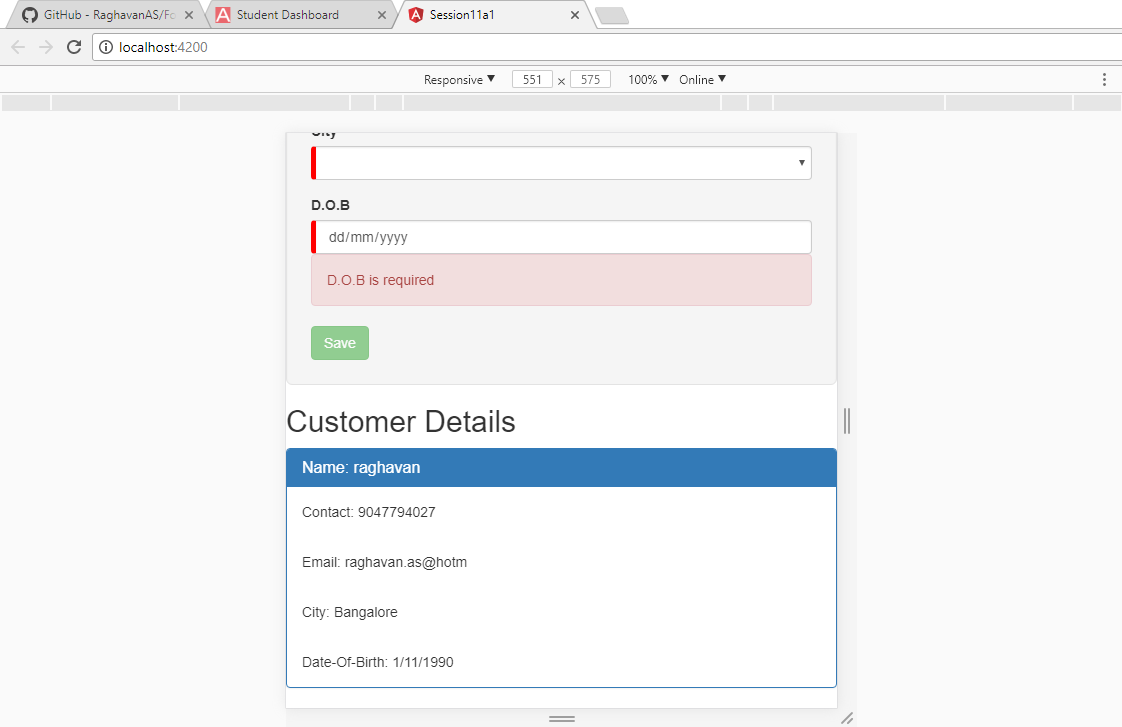 GitHub - RaghavanAS/Fo
Student Dashboard
Session11a1
localhost:4200
Responsive ▼ 551 x 575 100% ▼ Online ▼
City
D.O.B
dd/mm/yyyy
D.O.B is required
Save
Customer Details
Name: raghavan
Contact: 9047794027
Email: raghavan.as@hotm
City: Bangalore
Date-Of-Birth: 1/11/1990